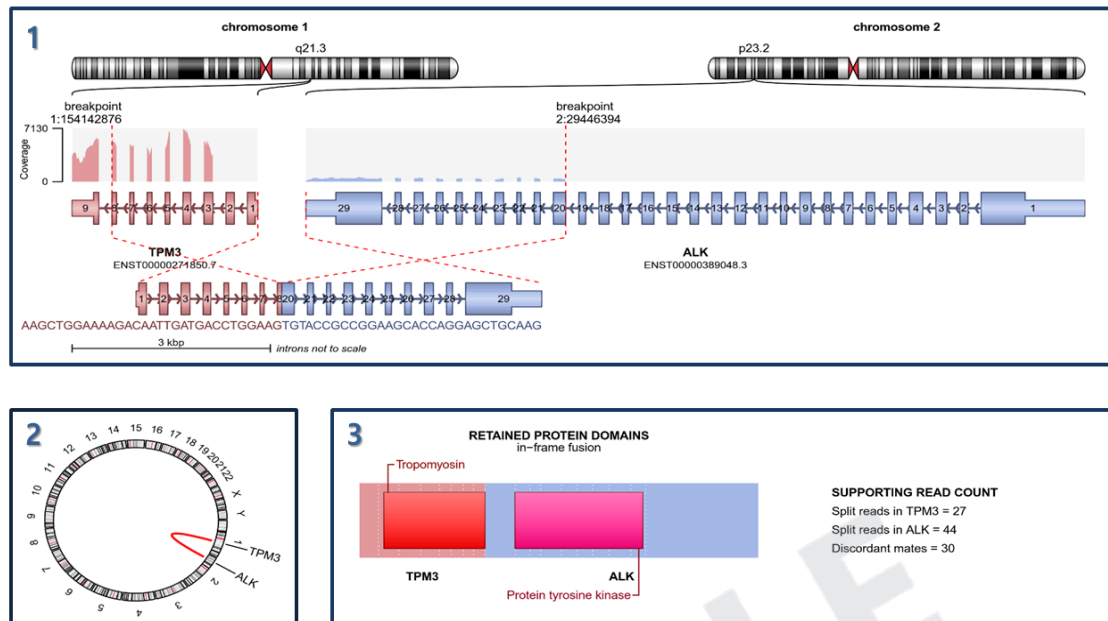 1
chromosome 1
chromosome 2
q21.3
p23.2
breakpoint
1:154142876
breakpoint
2:29446394
7130
Coverage
0
9 8 7 6 5 4 3 2 1
29 28 27 26 25 24 23 22 21 20 19 18 17 16 15 14 13 12 11 10 9 8 7 6 5 4 3 2 1
TPM3
ENST00000271850.7
ALK
ENST00000389048.3
1 2 3 4 5 6 7 8 20 21 22 23 24 25 26 27 28 29
AAGCTGGAAAAGACAATTGATGACCTGGAAGTGTACCGCCGGAAGCACCAGGAGCTGCAAG
3 kbp
introns not to scale
2
1 2 3 4 5 6 7 8 9 10 11 12 13 14 15 16 17 18 19 20 21 22 X Y
TPM3
ALK
3
RETAINED PROTEIN DOMAINS
in-frame fusion
Tropomyosin
TPM3
ALK
Protein tyrosine kinase
SUPPORTING READ COUNT
Split reads in TPM3 = 27
Split reads in ALK = 44
Discordant mates = 30